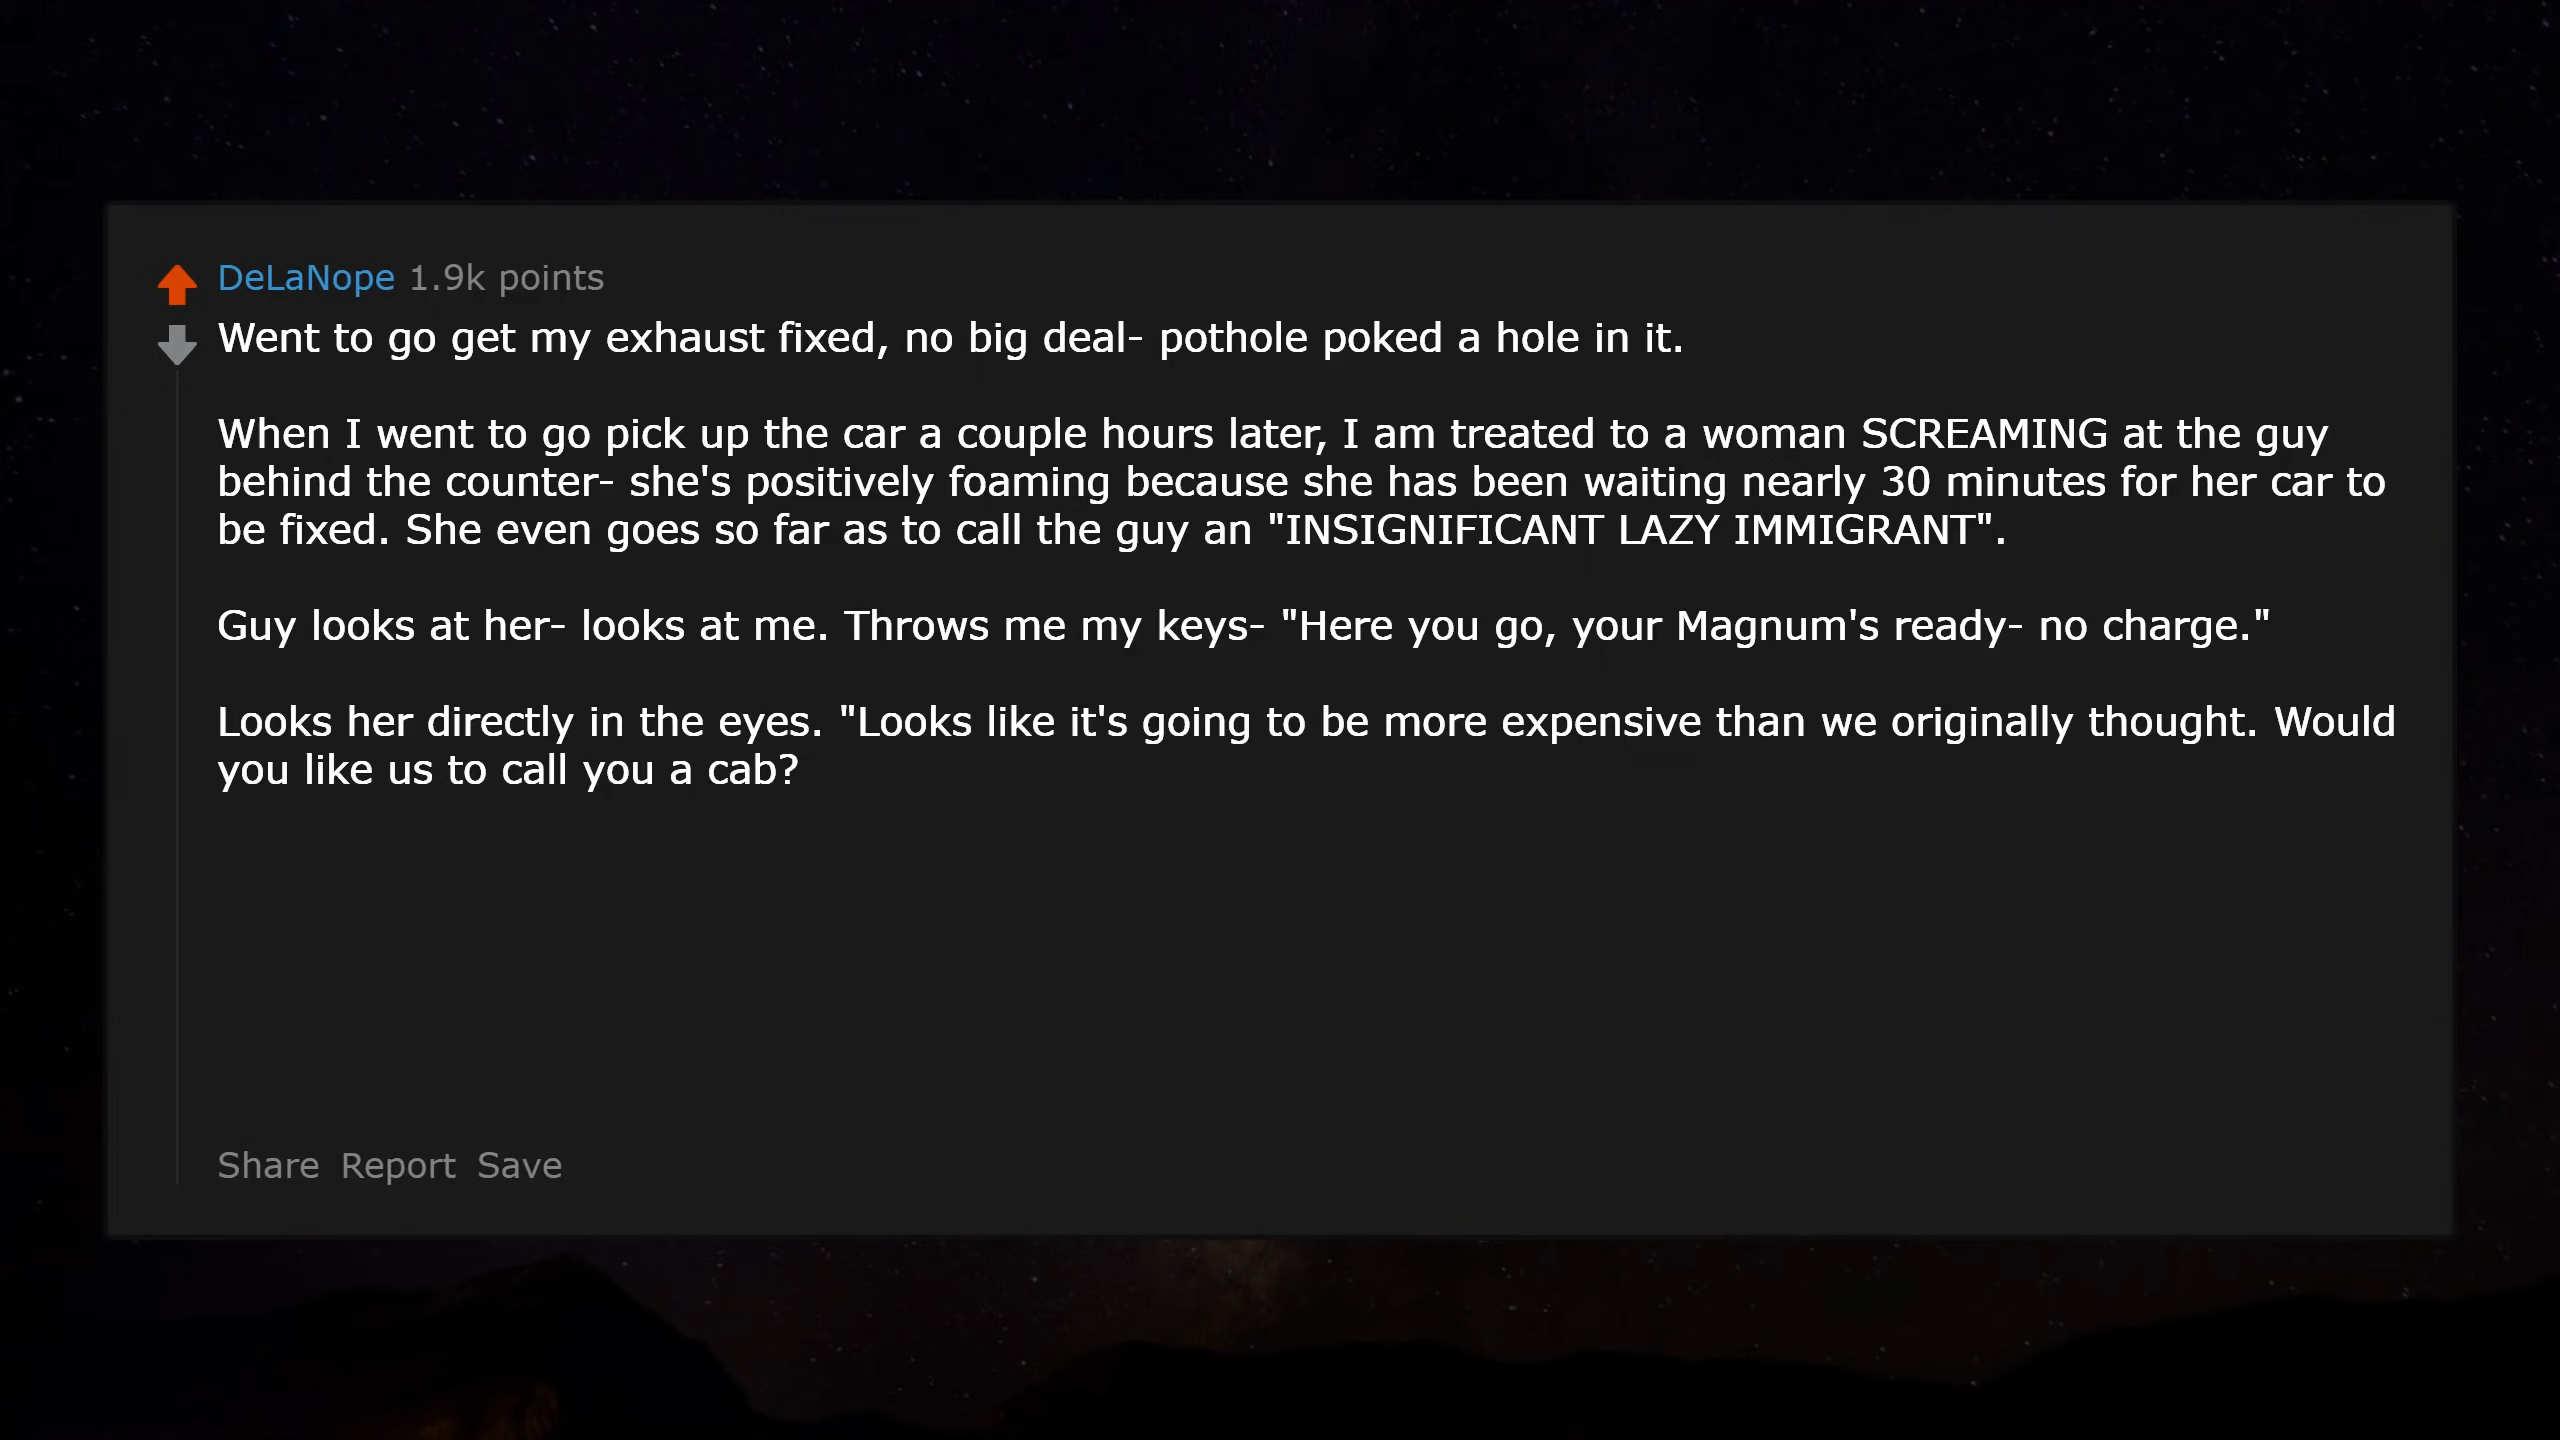 DeLaNope 1.9k points
Went to go get my exhaust fixed, no big deal- pothole poked a hole in it.
When I went to go pick up the car a couple hours later, I am treated to a woman SCREAMING at the guy
behind the counter- she's positively foaming because she has been waiting nearly 30 minutes for her car to
be fixed. She even goes so far as to call the guy an "INSIGNIFICANT LAZY IMMIGRANT".
Guy looks at her- looks at me. Throws me my keys- "Here you go, your Magnum's ready- no charge."
Looks her directly in the eyes. "Looks like it's going to be more expensive than we originally thought. Would
you like us to call you a cab?
Share Report Save